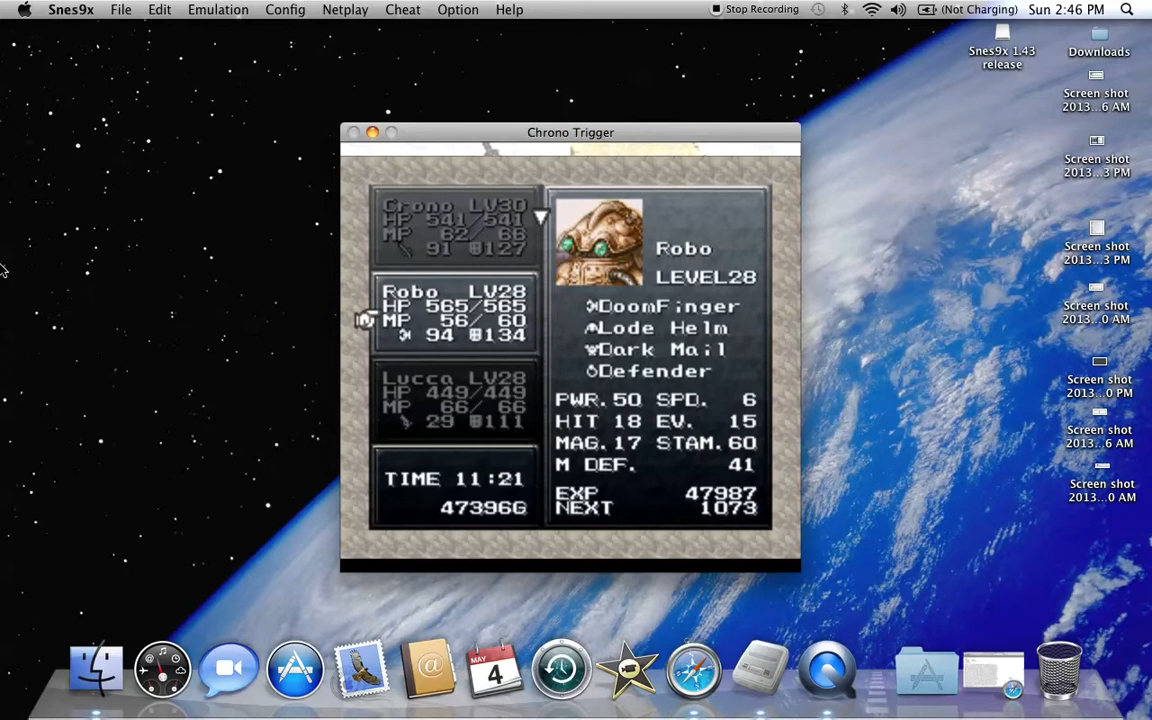 Snes9x File Edit Emulation Config Netplay Cheat Option Help Stop Recording (Not Charging) Sun 2:46 PM
Snes9x 1.43
release
Downloads
Screen shot
2013...6 AM
Screen shot
2013...3 PM
Screen shot
2013...3 PM
Screen shot
2013...0 AM
Screen shot
2013...0 PM
Screen shot
2013...6 AM
Screen shot
2013...0 AM
Chrono Trigger
Crono LV30
HP 541/541
MP 62/66
91 127
Robo LV28
HP 565/565
MP 56/60
94 134
Lucca LV28
HP 449/449
MP 66/66
29 111
TIME 11:21
47396G
Robo
LEVEL28
DoomFinger
Lode Helm
Dark Mail
Defender
PWR.50 SPD. 6
HIT 18 EV. 15
MAG.17 STAM.60
M DEF. 41
EXP 47987
NEXT 1073
MAY
4